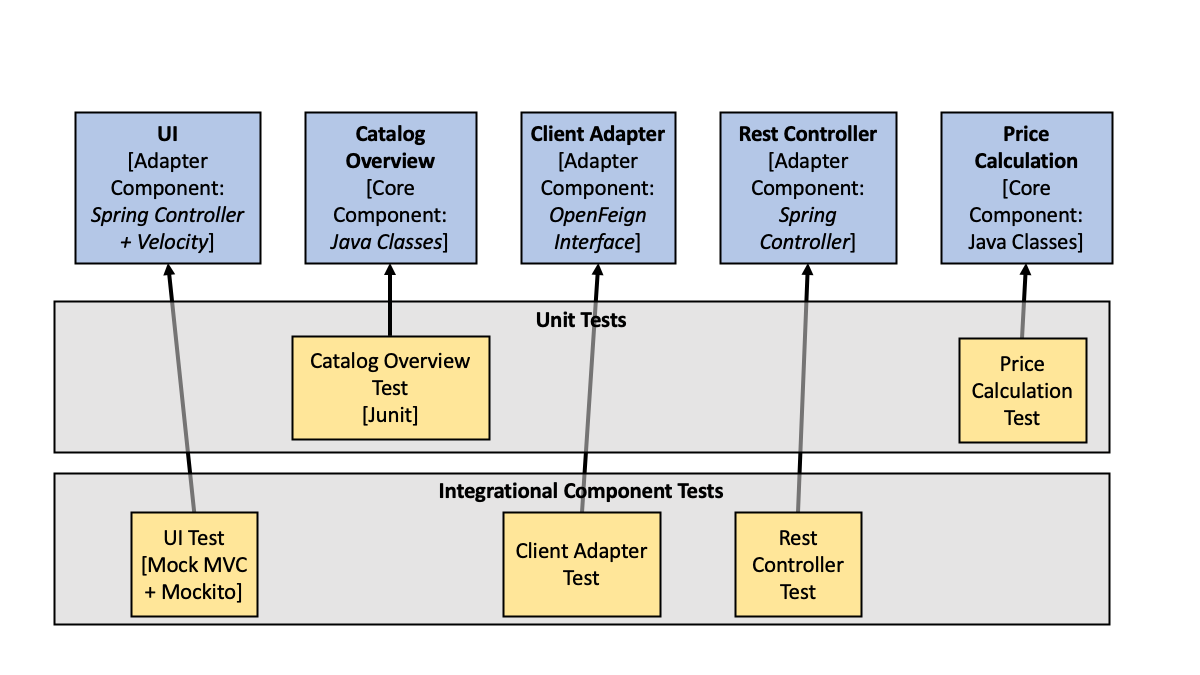 UI
[Adapter
Component:
Spring Controller
+ Velocity]
Catalog
Overview
[Core
Component:
Java Classes]
Client Adapter
[Adapter
Component:
OpenFeign
Interface]
Rest Controller
[Adapter
Component:
Spring
Controller]
Price
Calculation
[Core
Component:
Java Classes]
Unit Tests
Catalog Overview
Test
[Junit]
Price
Calculation
Test
Integrational Component Tests
UI Test
[Mock MVC
+ Mockito]
Client Adapter
Test
Rest
Controller
Test